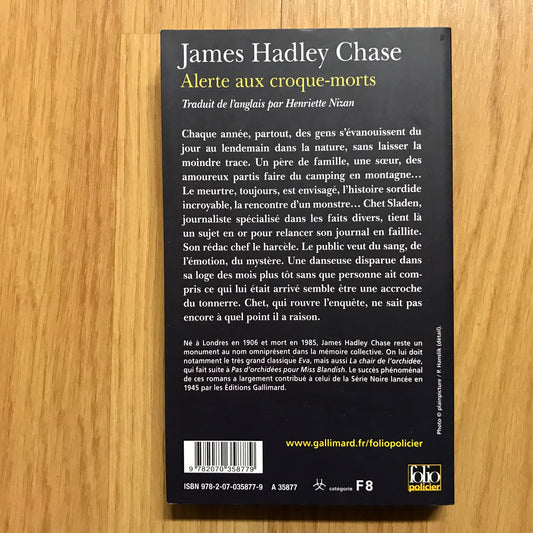 James Hadley Chase
Alerte aux croque-morts
Traduit de l'anglais par Henriette Nizan
Chaque année, partout, des gens s'évanouissent du
jour au lendemain dans la nature, sans laisser la
moindre trace. Un père de famille, une sœur, des
amoureux partis faire du camping en montagne...
Le meurtre, toujours, est envisagé, l'histoire sordide
incroyable, la rencontre d'un monstre... Chet Sladen,
journaliste spécialisé dans les faits divers, tient là
un sujet en or pour relancer son journal en faillite.
Son rédac chef le harcèle. Le public veut du sang, de
l'émotion, du mystère. Une danseuse disparue dans
sa loge des mois plus tôt sans que personne ait com-
pris ce qui lui était arrivé semble être une accroche
du tonnerre. Chet, qui rouvre l'enquête, ne sait pas
encore à quel point il a raison.
Né à Londres en 1906 et mort en 1985, James Hadley Chase reste un
monument au nom omniprésent dans la mémoire collective. On lui doit
notamment le très grand classique Eva, mais aussi La chair de l'orchidée,
qui fait suite à Pas d'orchidées pour Miss Blandish. Le succès phénoménal
de ces romans a largement contribué à celui de la Série Noire lancée en
1945 par les Éditions Gallimard.
Photo © plainpicture / P. Hamšík (détail).
www.gallimard.fr/foliopolicier
9 782070 358779
ISBN 978-2-07-035877-9 A 35877
catégorie F8
folio
policier